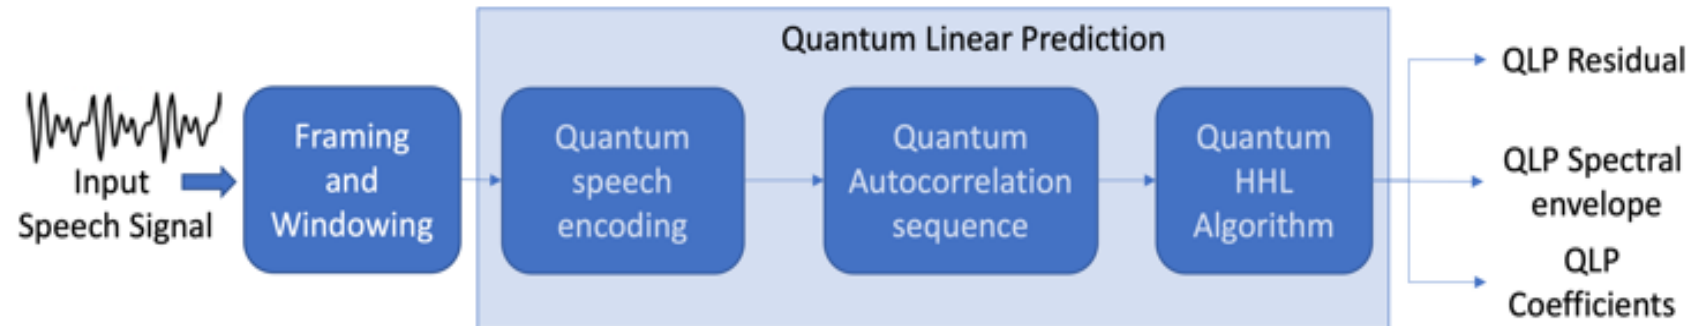 Quantum Linear Prediction
Input
Speech Signal
Framing
and
Windowing
Quantum
speech
encoding
Quantum
Autocorrelation
sequence
Quantum
HHL
Algorithm
QLP Residual
QLP Spectral
envelope
QLP
Coefficients